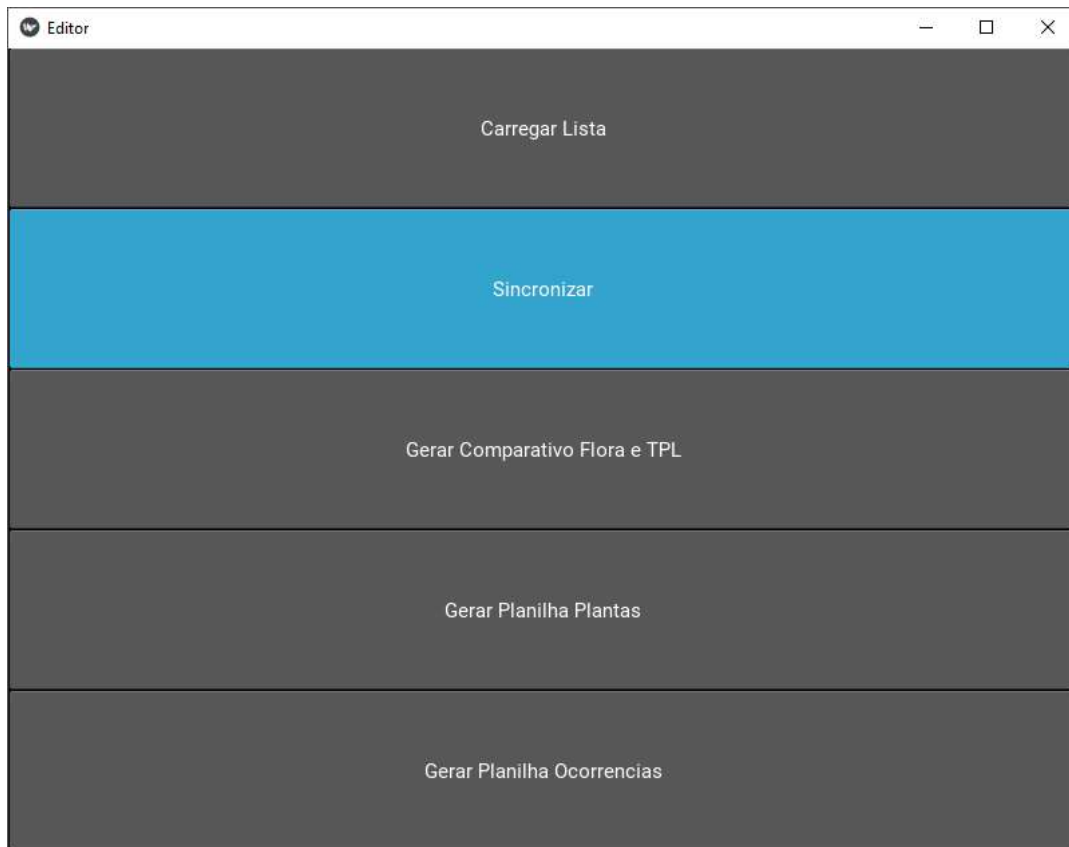 Editor
Carregar Lista
Sincronizar
Gerar Comparativo Flora e TPL
Gerar Planilha Plantas
Gerar Planilha Ocorrencias